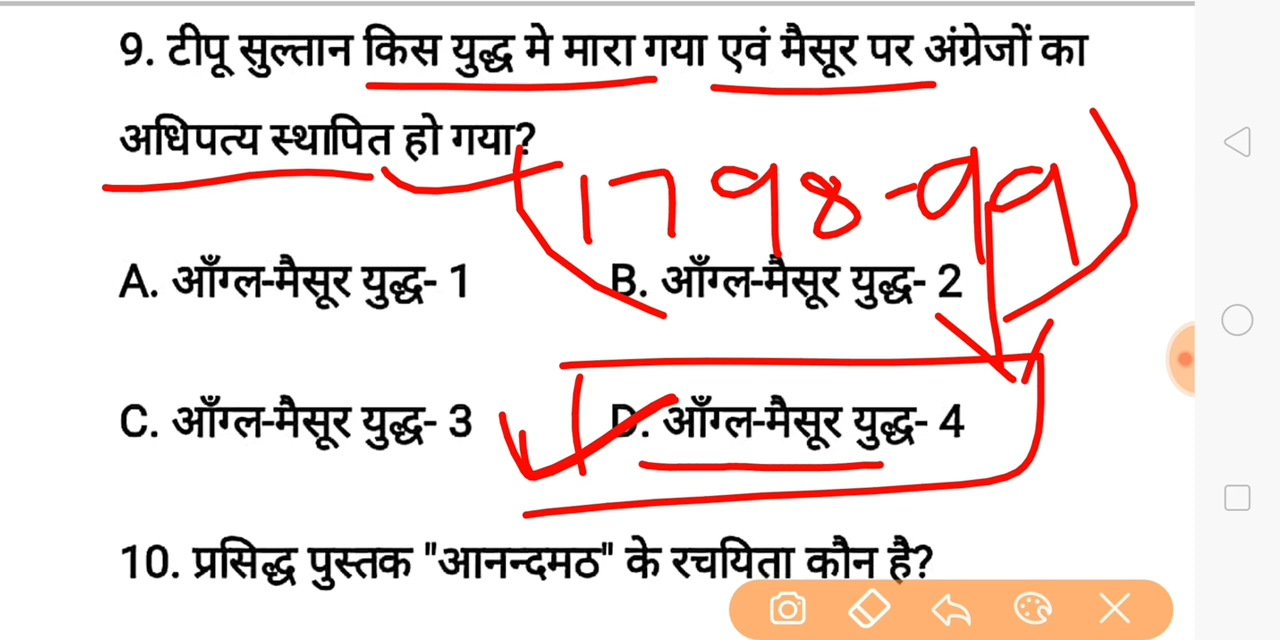 9. टीपू सुल्तान किस युद्ध मे मारा गया एवं मैसूर पर अंग्रेजों का
अधिपत्य स्थापित हो गया?
(1798-99)
A. आँग्ल-मैसूर युद्ध- 1
B. आँग्ल-मैसूर युद्ध- 2
C. आँग्ल-मैसूर युद्ध- 3
D. आँग्ल-मैसूर युद्ध- 4
10. प्रसिद्ध पुस्तक "आनन्दमठ" के रचयिता कौन है?